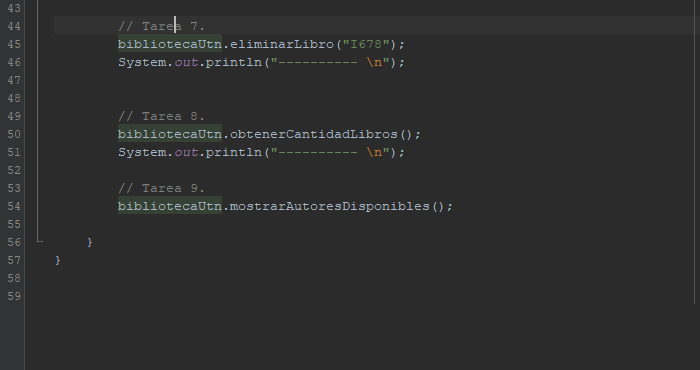 43
44 // Tarea 7.
45 bibliotecaUtn.eliminarLibro("I678");
46 System.out.println("---------- \n");
47
48
49 // Tarea 8.
50 bibliotecaUtn.obtenerCantidadLibros();
51 System.out.println("---------- \n");
52
53 // Tarea 9.
54 bibliotecaUtn.mostrarAutoresDisponibles();
55
56 }
57 }
58
59